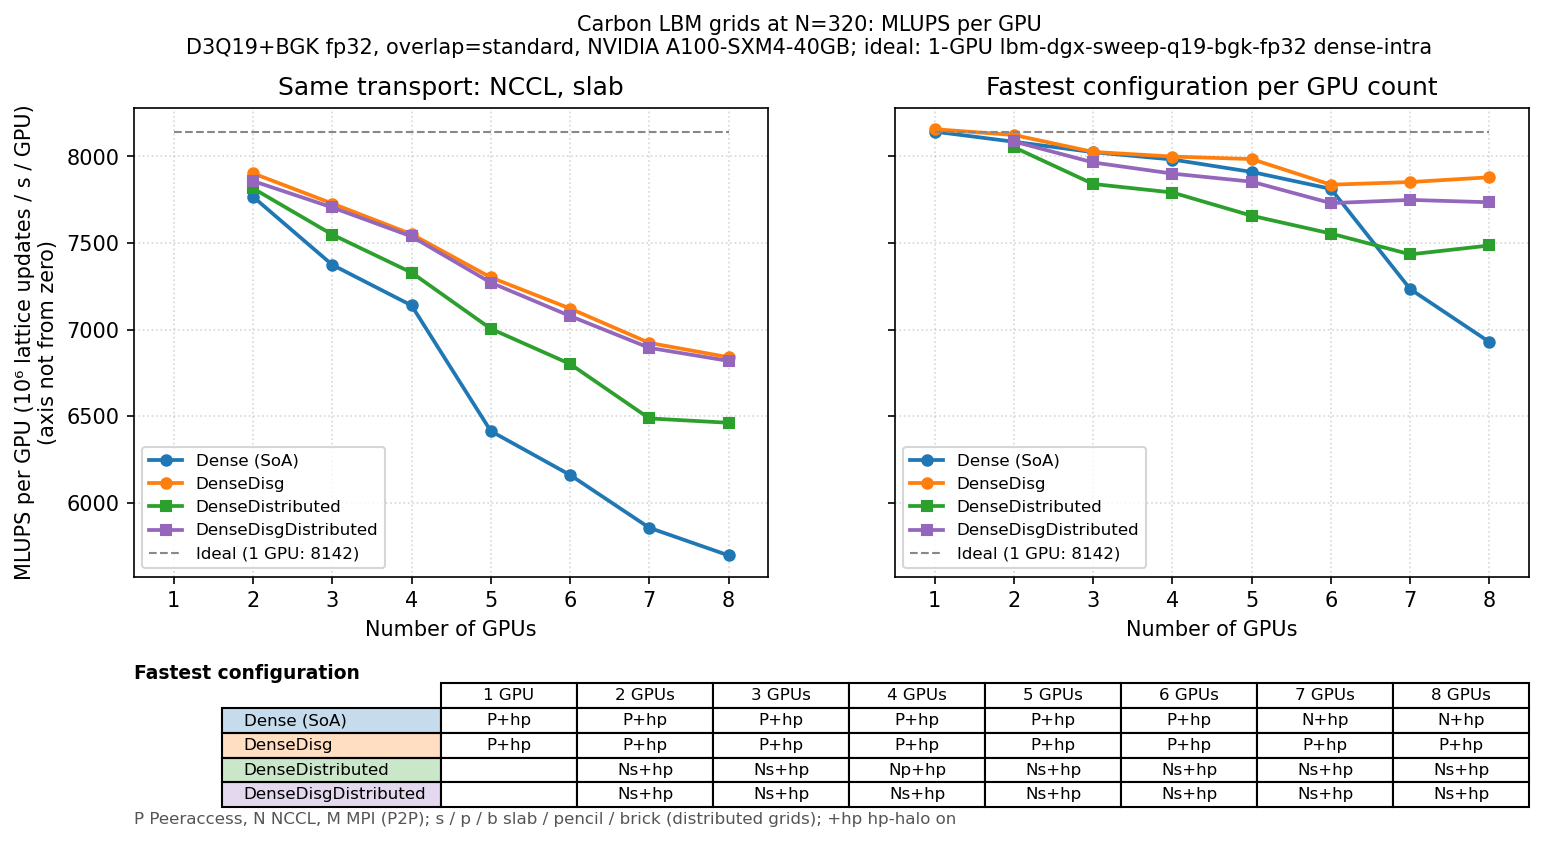 Carbon LBM grids at N=320: MLUPS per GPU
D3Q19+BGK fp32, overlap=standard, NVIDIA A100-SXM4-40GB; ideal: 1-GPU lbm-dgx-sweep-q19-bgk-fp32 dense-intra
Same transport: NCCL, slab
MLUPS per GPU (10⁶ lattice updates / s / GPU)
(axis not from zero)
8000
7500
7000
6500
6000
Dense (SoA)
DenseDisg
DenseDistributed
DenseDisgDistributed
Ideal (1 GPU: 8142)
1 2 3 4 5 6 7 8
Number of GPUs
Fastest configuration per GPU count
Dense (SoA)
DenseDisg
DenseDistributed
DenseDisgDistributed
Ideal (1 GPU: 8142)
1 2 3 4 5 6 7 8
Number of GPUs
Fastest configuration
1 GPU 2 GPUs 3 GPUs 4 GPUs 5 GPUs 6 GPUs 7 GPUs 8 GPUs
Dense (SoA) P+hp P+hp P+hp P+hp P+hp P+hp N+hp N+hp
DenseDisg P+hp P+hp P+hp P+hp P+hp P+hp P+hp P+hp
DenseDistributed Ns+hp Ns+hp Np+hp Ns+hp Ns+hp Ns+hp Ns+hp
DenseDisgDistributed Ns+hp Ns+hp Ns+hp Ns+hp Ns+hp Ns+hp Ns+hp
P Peeraccess, N NCCL, M MPI (P2P); s / p / b slab / pencil / brick (distributed grids); +hp hp-halo on